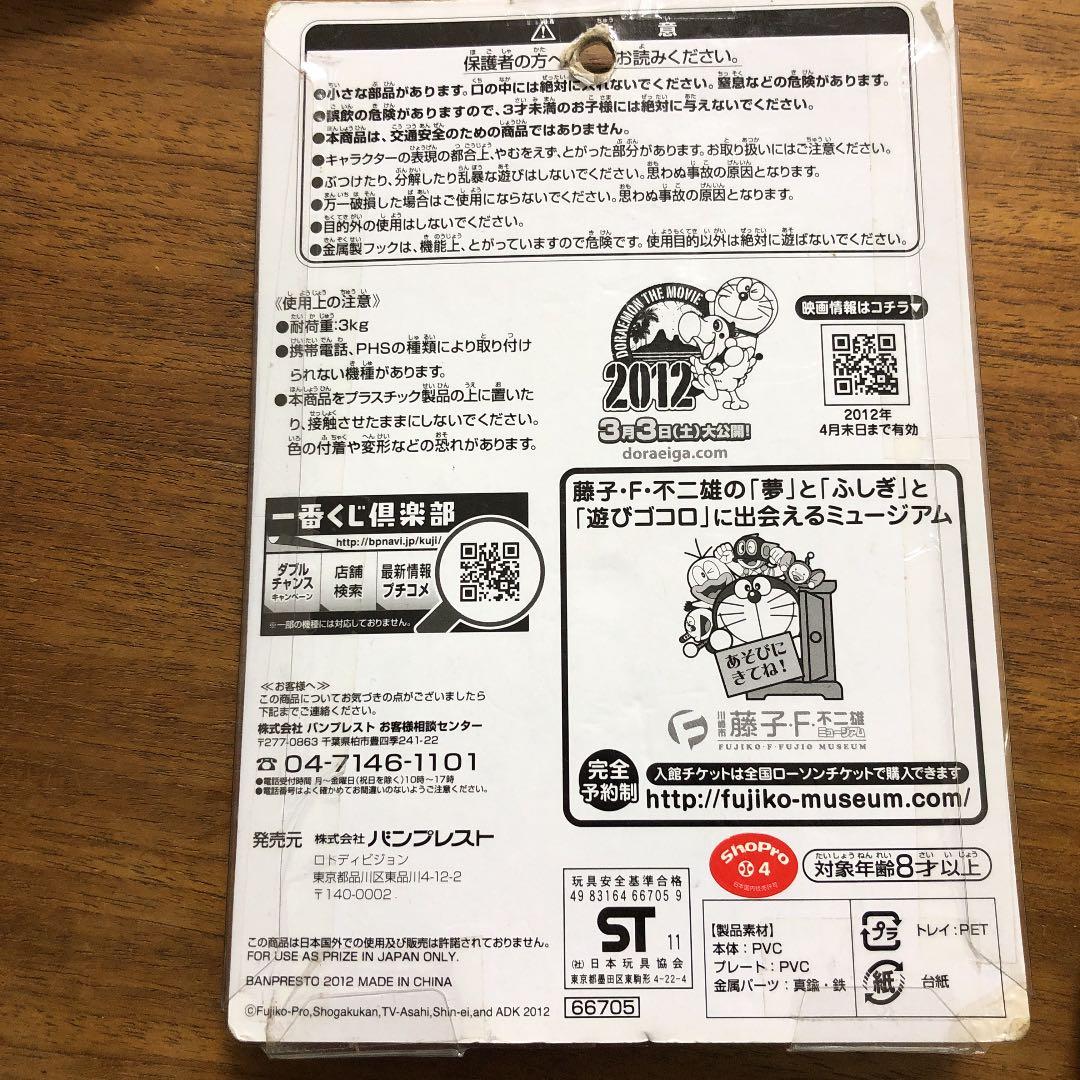 意
保護者の方へ お読みください。
●小さな部品があります。口の中には絶対に入れないでください。窒息などの危険があります。
●誤飲の危険がありますので、3才未満のお子様には絶対に与えないでください。
●本商品は、交通安全のための商品ではありません。
●キャラクターの表現の都合上、やむをえず、とがった部分があります。お取り扱いにはご注意ください。
●ぶつけたり、分解したり乱暴な遊びはしないでください。思わぬ事故の原因となります。
●万一破損した場合はご使用にならないでください。思わぬ事故の原因となります。
●目的外の使用はしないでください。
●金属製フックは、機能上、とがっていますので危険です。使用目的以外は絶対に遊ばないでください。
《使用上の注意》
●耐荷重:3kg
●携帯電話、PHSの種類により取り付け
られない機種があります。
●本商品をプラスチック製品の上に置いた
り、接触させたままにしないでください。
色の付着や変形などの恐れがあります。
DORAEMON THE MOVIE
2012
3月3日(土)大公開!
doraeiga.com
映画情報はコチラ▼
2012年
4月末日まで有効
一番くじ倶楽部
http://bpnavi.jp/kuji/
ダブル
チャンス
キャンペーン
店舗
検索
最新情報
プチコメ
※一部の機種には対応しておりません。
藤子・F・不二雄の「夢」と「ふしぎ」と
「遊びゴコロ」に出会えるミュージアム
あそびに
きてね!
川崎市 藤子・F・不二雄 ミュージアム
FUJIKO・F・FUJIO MUSEUM
完全
予約制
入館チケットは全国ローソンチケットで購入できます
http://fujiko-museum.com/
≪お客様へ≫
この商品についてお気づきの点がございましたら
下記までご連絡ください。
株式会社 バンプレスト お客様相談センター
〒277-0863 千葉県柏市豊四季241-22
☎ 04-7146-1101
●電話受付時間 月〜金曜日(祝日を除く)10時〜17時
●電話番号はよく確かめてお間違いのないようご注意ください。
発売元 株式会社 バンプレスト
ロトディビジョン
東京都品川区東品川4-12-2
〒140-0002
この商品は日本国外での使用及び販売は許諾されておりません。
FOR USE AS PRIZE IN JAPAN ONLY.
BANPRESTO 2012 MADE IN CHINA
©Fujiko-Pro,Shogakukan,TV-Asahi,Shin-ei,and ADK 2012
玩具安全基準合格
49 83164 66705 9
ST 11
(社)日本玩具協会
東京都墨田区東駒形4-22-4
66705
ShoPro
4
日本国内販売許可
対象年齢8才以上
【製品素材】
本体:PVC
プレート:PVC
金属パーツ:真鍮・鉄
プラ トレイ:PET
紙 台紙